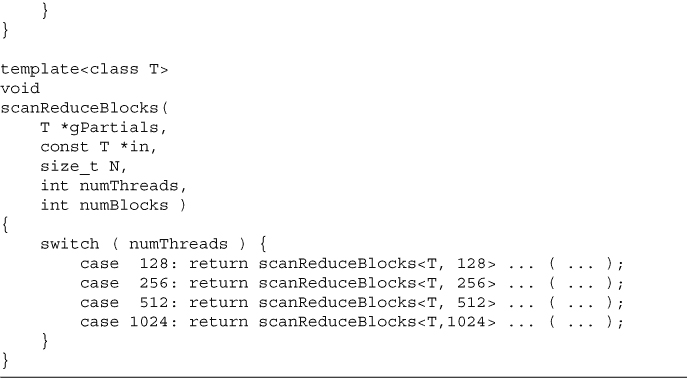 }
}

template<class T>
void
scanReduceBlocks(
    T *gPartials,
    const T *in,
    size_t N,
    int numThreads,
    int numBlocks )
{
    switch ( numThreads ) {
        case  128: return scanReduceBlocks<T, 128> ... ( ... );
        case  256: return scanReduceBlocks<T, 256> ... ( ... );
        case  512: return scanReduceBlocks<T, 512> ... ( ... );
        case 1024: return scanReduceBlocks<T,1024> ... ( ... );
    }
}